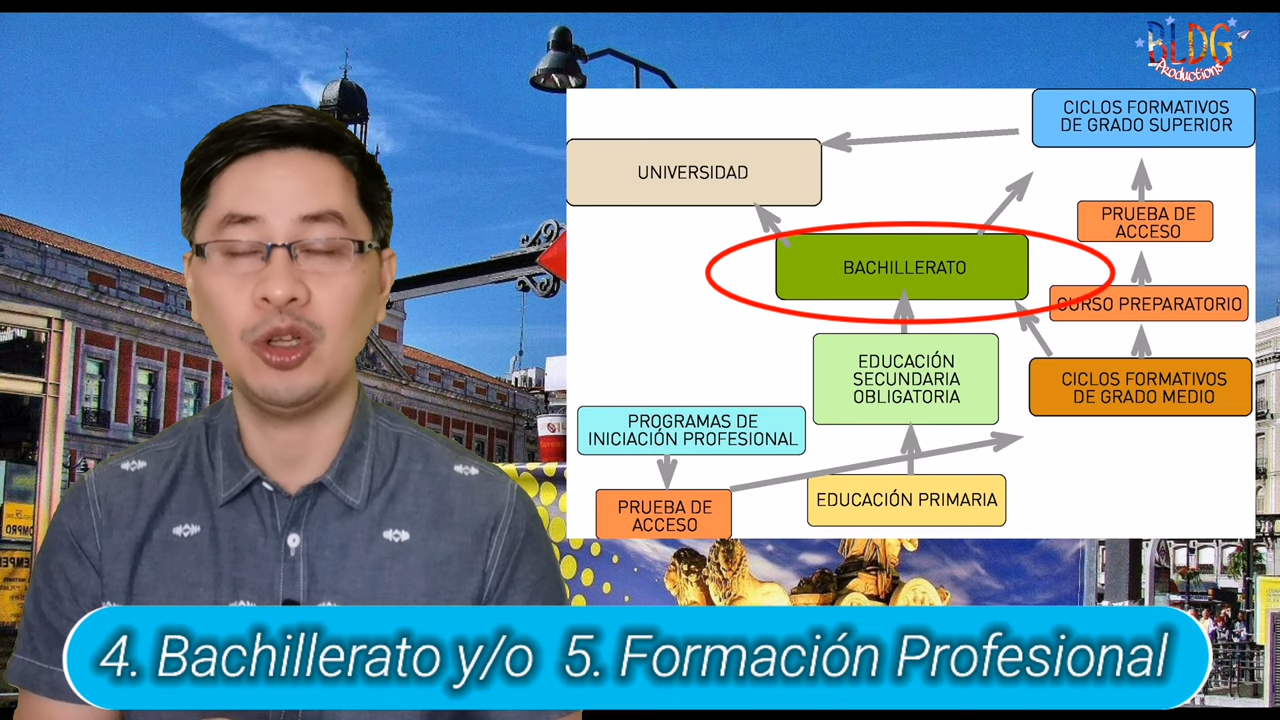 BLDG
Productions
CICLOS FORMATIVOS
DE GRADO SUPERIOR
UNIVERSIDAD
PRUEBA DE
ACCESO
BACHILLERATO
CURSO PREPARATORIO
EDUCACIÓN
SECUNDARIA
OBLIGATORIA
CICLOS FORMATIVOS
DE GRADO MEDIO
PROGRAMAS DE
INICIACIÓN PROFESIONAL
EDUCACIÓN PRIMARIA
PRUEBA DE
ACCESO
4. Bachillerato y/o 5. Formación Profesional